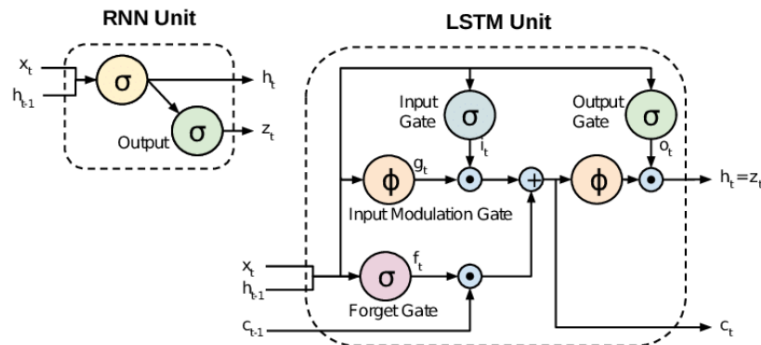 RNN Unit
x_t
h_t-1
σ
h_t
Output
σ
z_t
LSTM Unit
Input
Gate
σ
i_t
Output
Gate
σ
o_t
ϕ
g_t
+
ϕ
h_t = z_t
Input Modulation Gate
x_t
h_t-1
σ
f_t
Forget Gate
c_t-1
c_t